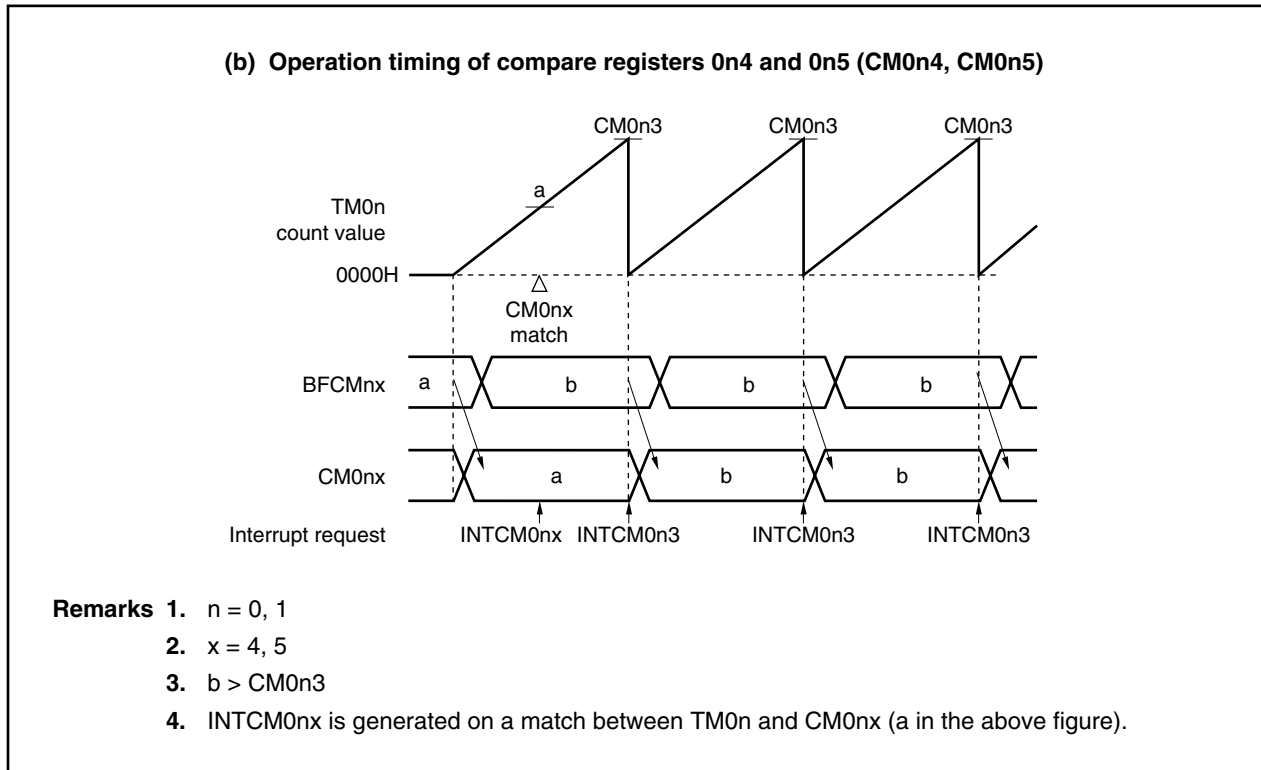 (b) Operation timing of compare registers 0n4 and 0n5 (CM0n4, CM0n5)
CM0n3 CM0n3 CM0n3
a
TM0n
count value
0000H
CM0nx
match
BFCMnx a b b b
CM0nx a b b
Interrupt request INTCM0nx INTCM0n3 INTCM0n3 INTCM0n3
Remarks 1. n = 0, 1
2. x = 4, 5
3. b > CM0n3
4. INTCM0nx is generated on a match between TM0n and CM0nx (a in the above figure).